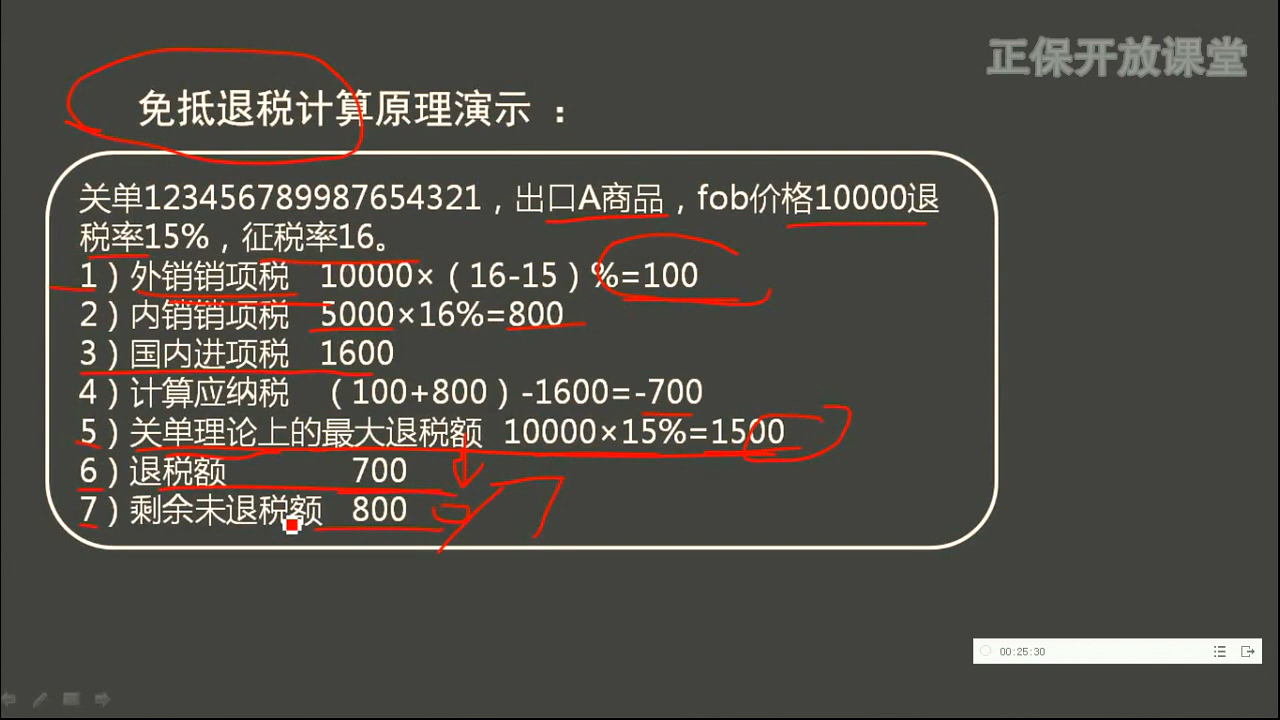 正保开放课堂
免抵退税计算原理演示 ：
关单123456789987654321，出口A商品，fob价格10000退
税率15%，征税率16。
1）外销销项税 10000×（16-15）%=100
2）内销销项税 5000×16%=800
3）国内进项税 1600
4）计算应纳税 （100+800）-1600=-700
5）关单理论上的最大退税额 10000×15%=1500
6）退税额 700
7）剩余未退税额 800
00:25:30